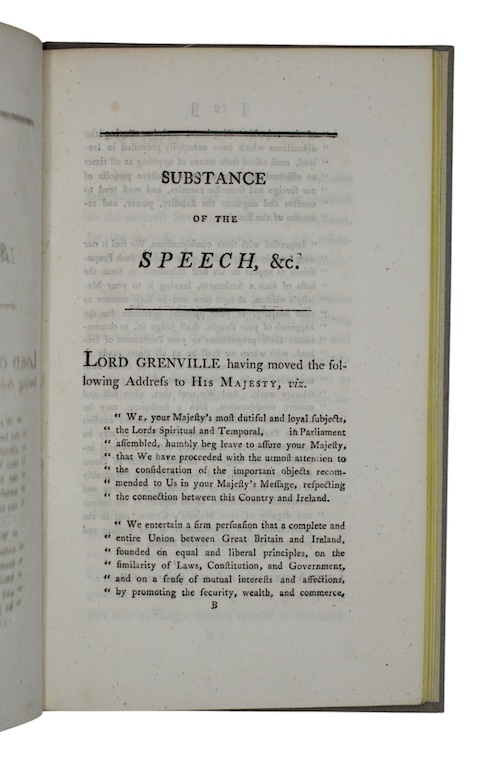 SUBSTANCE
OF THE
SPEECH, &c.
LORD GRENVILLE having moved the fol-
lowing Addreſs to HIS MAJESTY, viz.
“ WE, your Majeſty's moſt dutiful and loyal ſubjects,
“ the Lords Spiritual and Temporal, in Parliament
“ aſſembled, humbly beg leave to aſſure your Majeſty,
“ that We have proceeded with the utmoſt attention to
“ the conſideration of the important objects recom-
“ mended to Us in your Majeſty's Meſſage, reſpecting
“ the connection between this Country and Ireland.
“ We entertain a firm perſuaſion that a complete and
“ entire Union between Great Britain and Ireland,
“ founded on equal and liberal principles, on the
“ ſimilarity of Laws, Conſtitution, and Government,
“ and on a ſenſe of mutual intereſts and affections,
“ by promoting the ſecurity, wealth, and commerce,
B